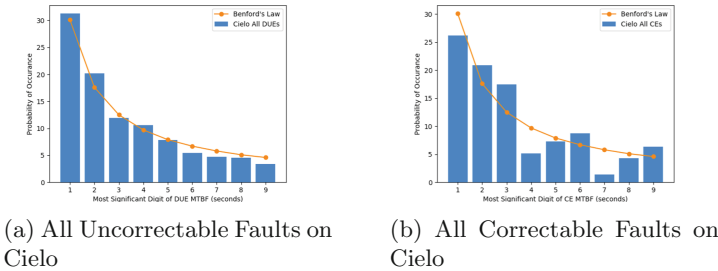 Benford's Law
Cielo All DUEs
Probability of Occurance
30
25
20
15
10
5
0
1 2 3 4 5 6 7 8 9
Most Significant Digit of DUE MTBF (seconds)
(a) All Uncorrectable Faults on
Cielo
Benford's Law
Cielo All CEs
Probability of Occurance
30
25
20
15
10
5
0
1 2 3 4 5 6 7 8 9
Most Significant Digit of CE MTBF (seconds)
(b) All Correctable Faults on
Cielo